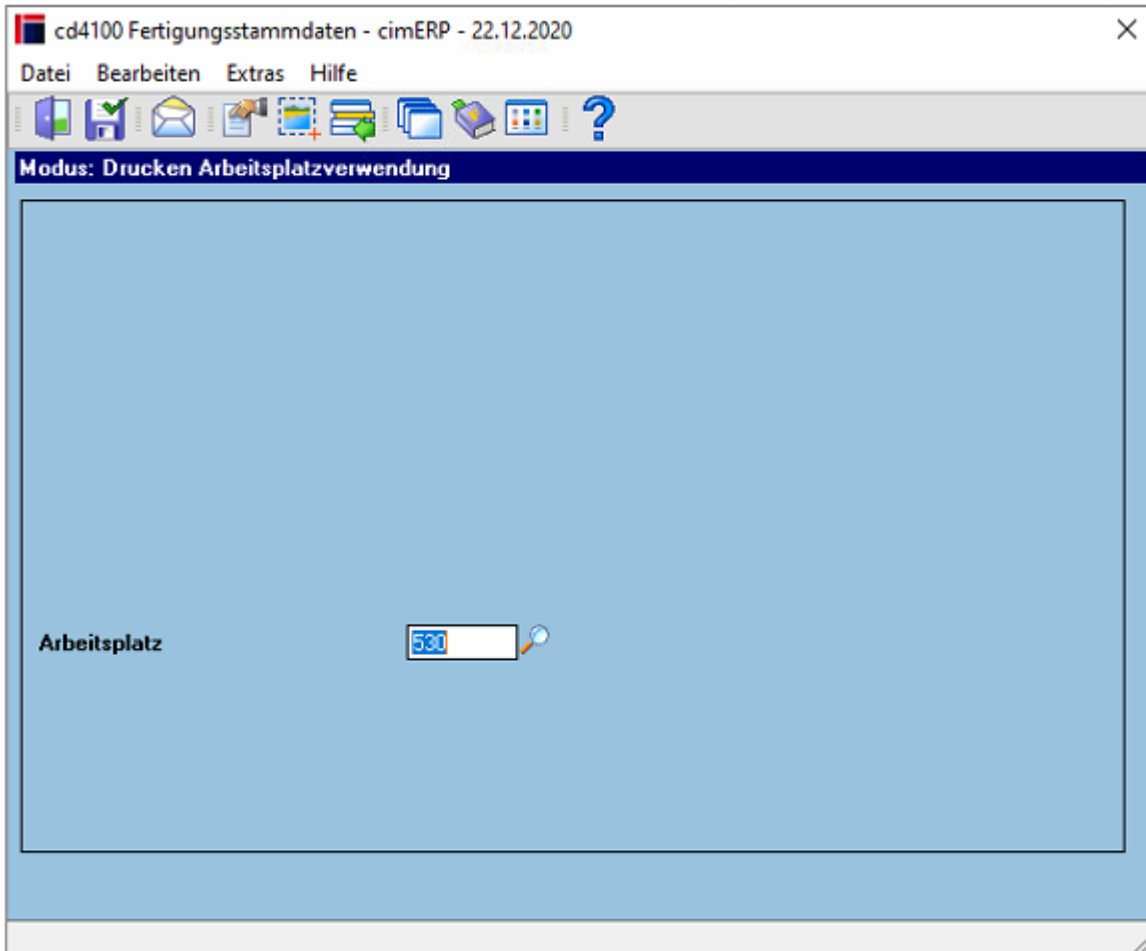 cd4100 Fertigungsstammdaten - cimERP - 22.12.2020
Datei Bearbeiten Extras Hilfe
Modus: Drucken Arbeitsplatzverwendung
Arbeitsplatz 530